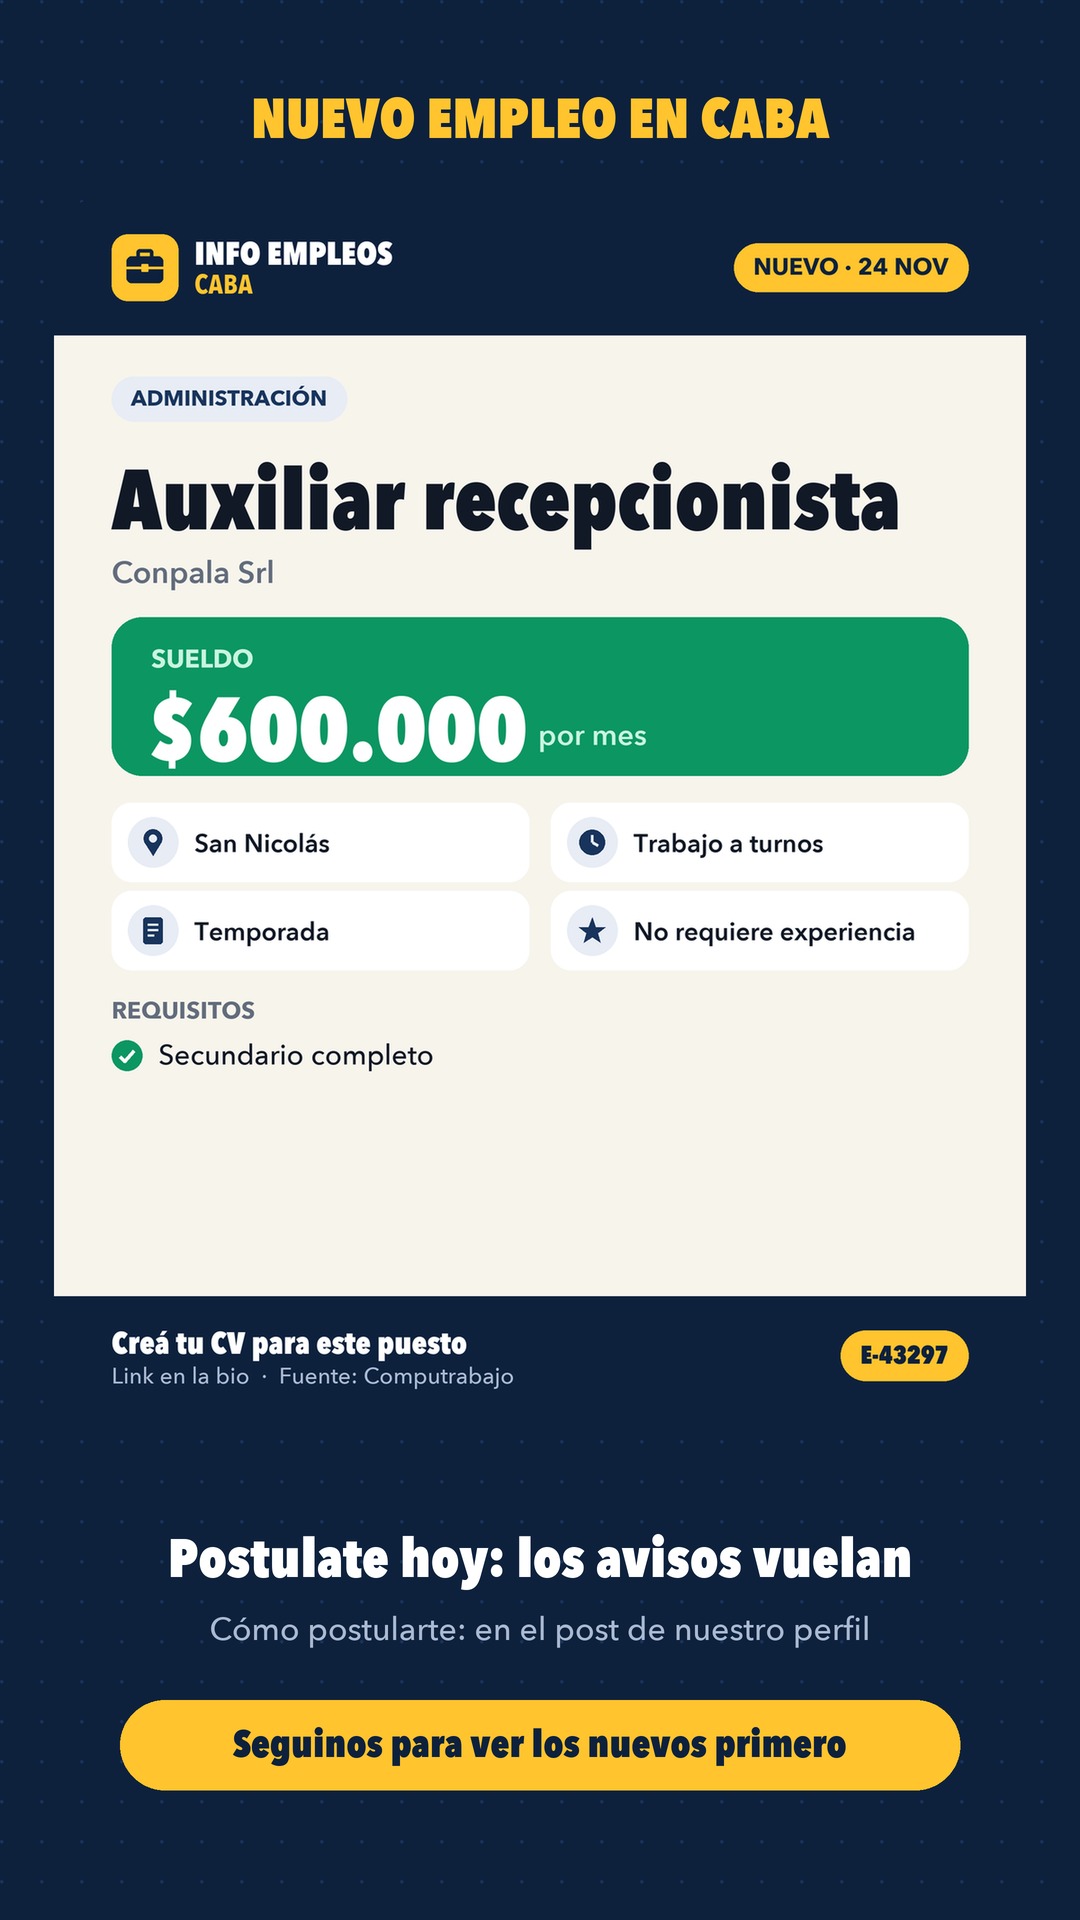 NUEVO EMPLEO EN CABA
INFO EMPLEOS
CABA
NUEVO · 24 NOV
ADMINISTRACIÓN
Auxiliar recepcionista
Conpala Srl
SUELDO
$600.000 por mes
San Nicolás
Trabajo a turnos
Temporada
No requiere experiencia
REQUISITOS
Secundario completo
Creá tu CV para este puesto
Link en la bio · Fuente: Computrabajo
E-43297
Postulate hoy: los avisos vuelan
Cómo postularte: en el post de nuestro perfil
Seguinos para ver los nuevos primero